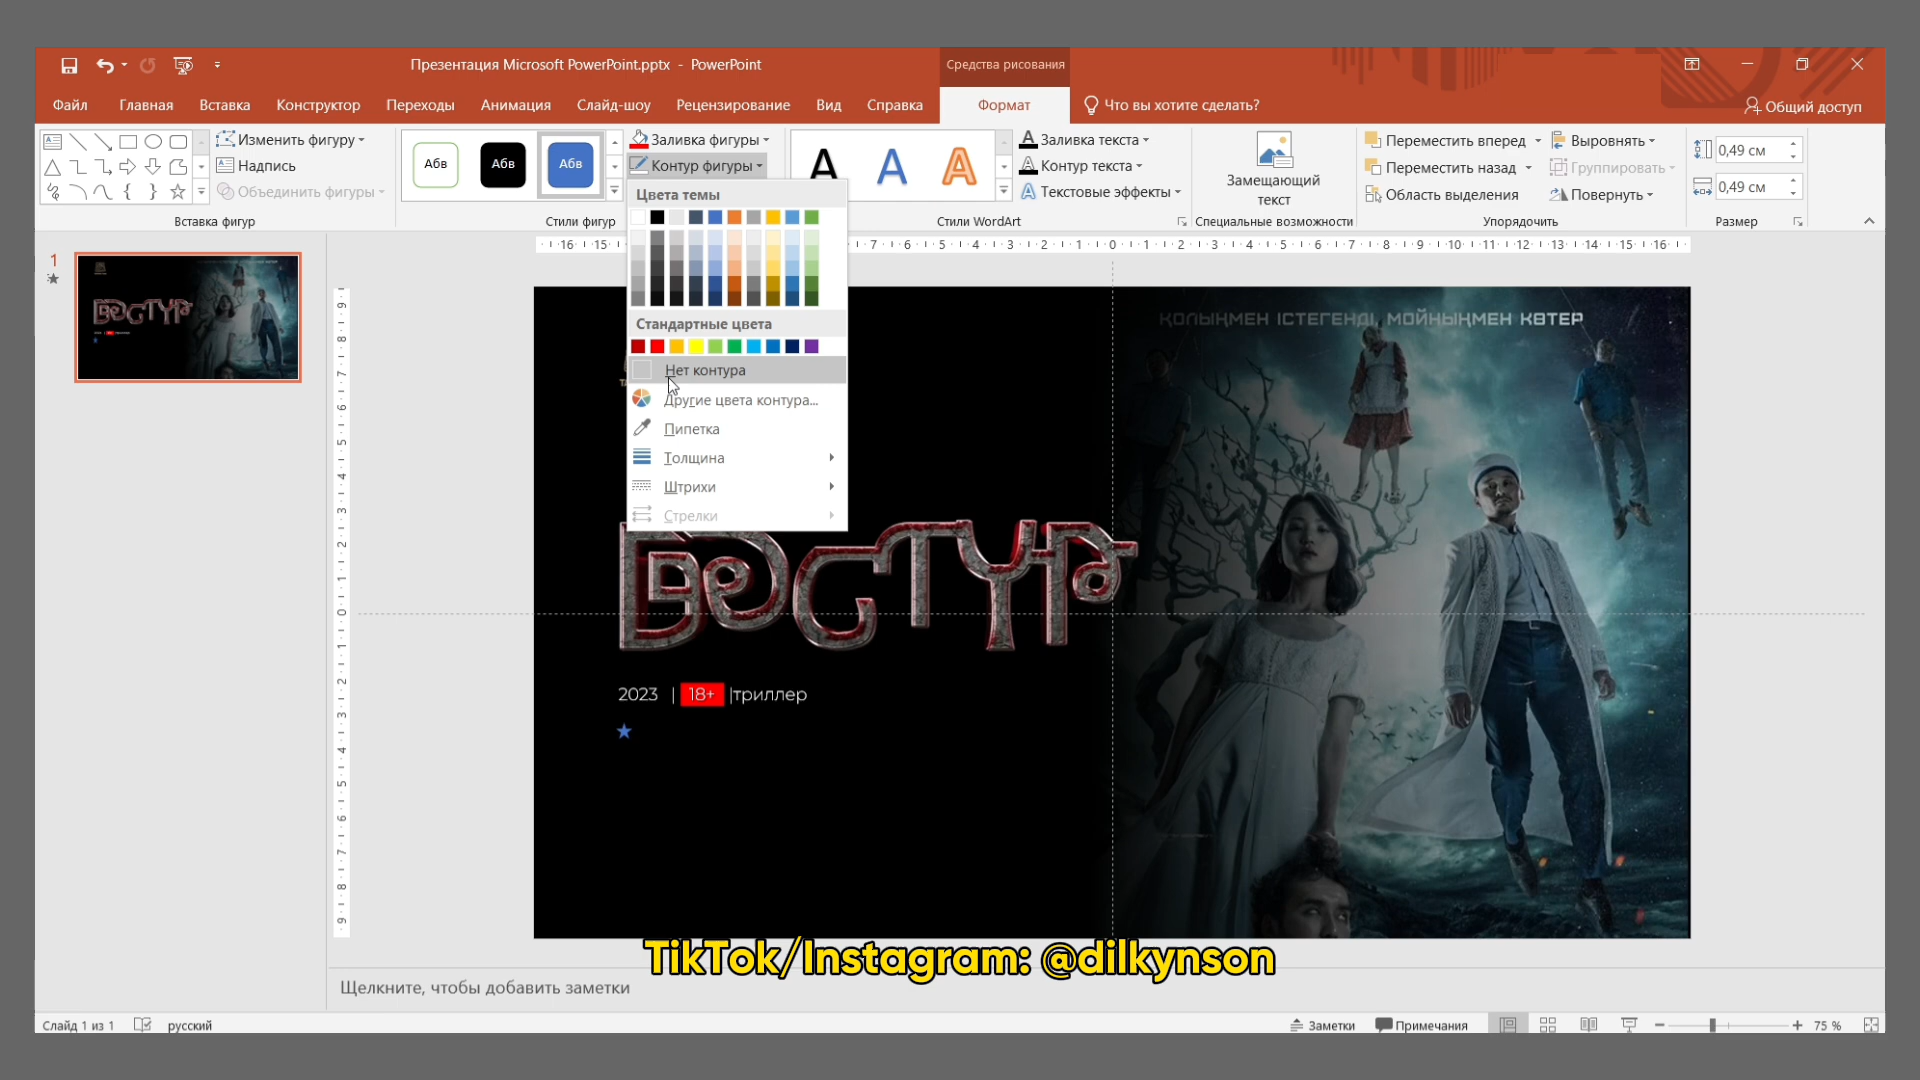 Презентация Microsoft PowerPoint.pptx - PowerPoint
Средства рисования
Файл Главная Вставка Конструктор Переходы Анимация Слайд-шоу Рецензирование Вид Справка Формат Что вы хотите сделать? Общий доступ
Изменить фигуру
Надпись
Объединить фигуры
Вставка фигур
Абв Абв Абв
Стили фигур
Заливка фигуры
Контур фигуры
Цвета темы
Стандартные цвета
Нет контура
Другие цвета контура...
Пипетка
Толщина
Штрихи
Стрелки
A A A
Заливка текста
Контур текста
Текстовые эффекты
Стили WordArt
Замещающий
текст
Специальные возможности
Переместить вперед
Переместить назад
Область выделения
Выровнять
Группировать
Повернуть
Упорядочить
0,49 см
0,49 см
Размер
1
ҚОЛЫҢМЕН ІСТЕГЕНДІ, МОЙНЫҢМЕН КӨТЕР
ДӘСТҮР
2023 | 18+ |триллер
TikTok/Instagram: @dilkynson
Щелкните, чтобы добавить заметки
Слайд 1 из 1 русский Заметки Примечания 75 %